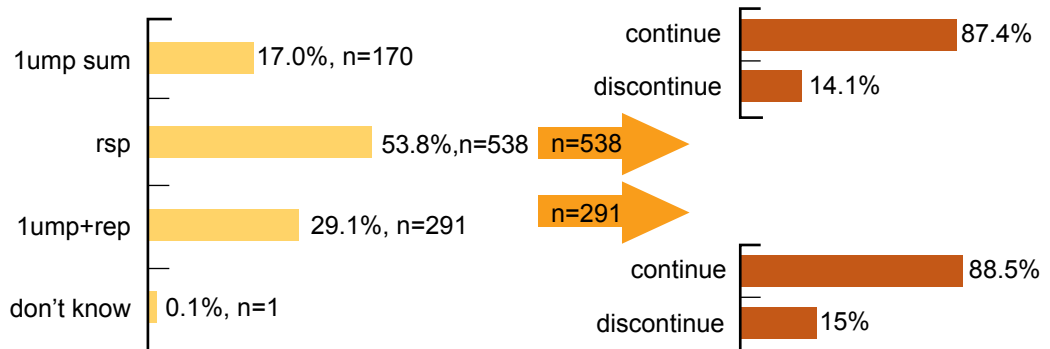 1ump sum
17.0%, n=170
rsp
53.8%,n=538
1ump+rep
29.1%, n=291
don't know
0.1%, n=1
n=538
n=291
continue
87.4%
discontinue
14.1%
continue
88.5%
discontinue
15%